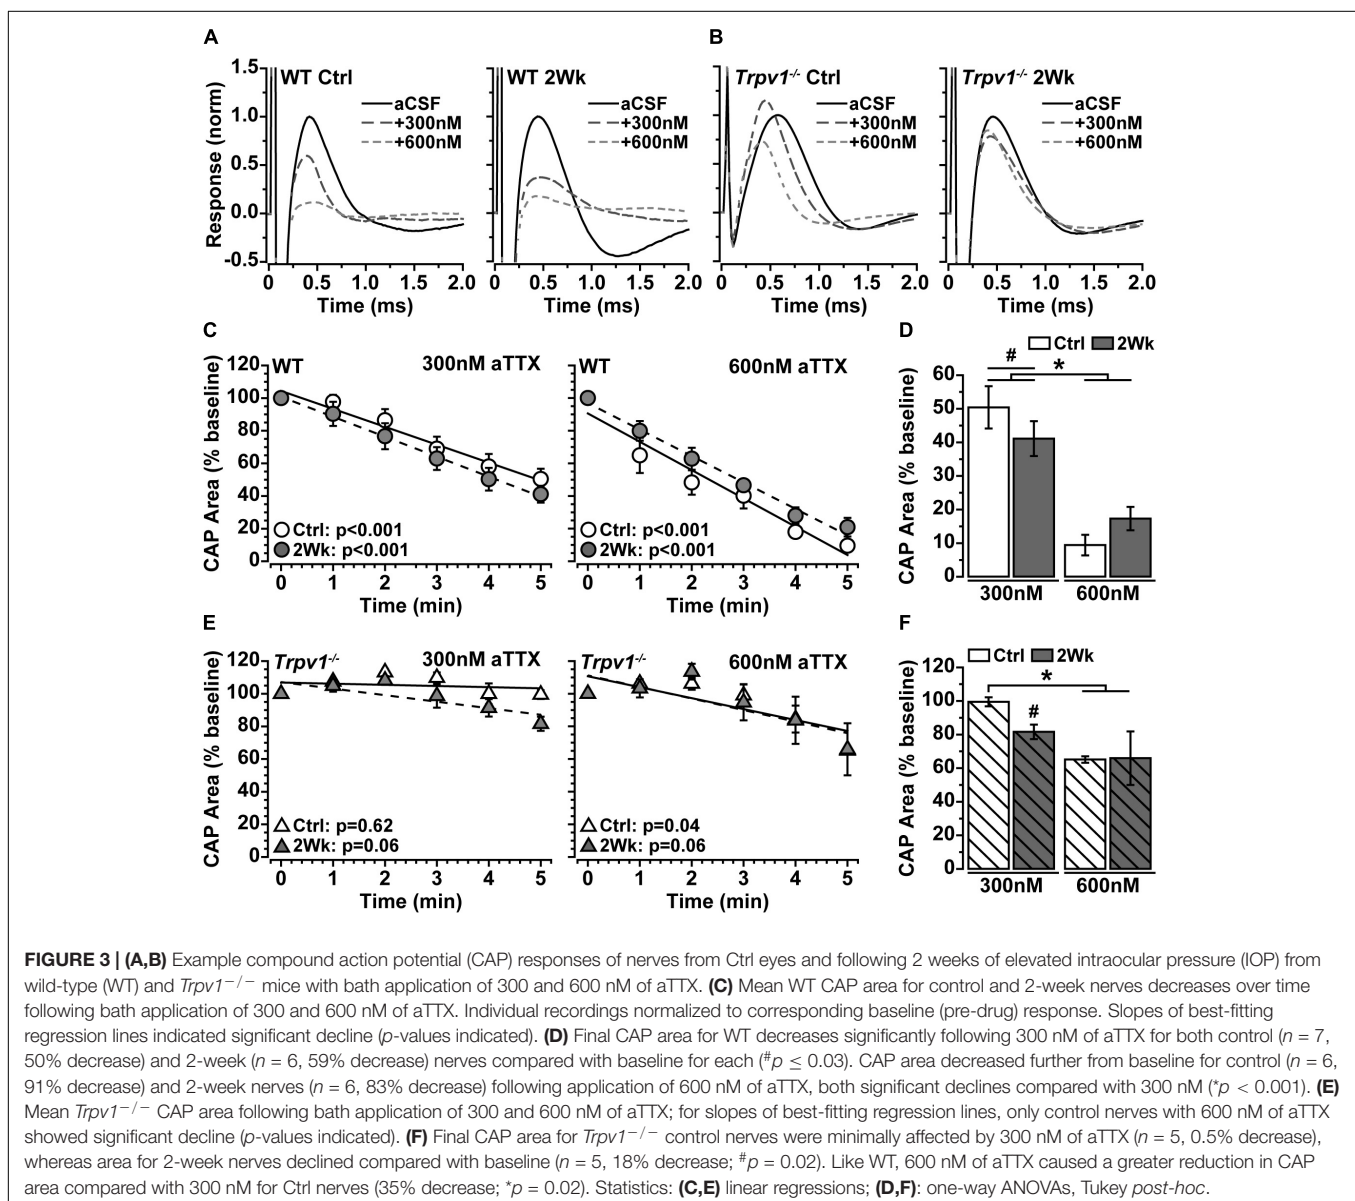 A
B
WT Ctrl
WT 2Wk
Trpv1-/- Ctrl
Trpv1-/- 2Wk
aCSF
+300nM
+600nM
aCSF
+300nM
+600nM
aCSF
+300nM
+600nM
aCSF
+300nM
+600nM
Response (norm)
1.5
1.0
0.5
0.0
-0.5
0 0.5 1.0 1.5 2.0
0 0.5 1.0 1.5 2.0
0 0.5 1.0 1.5 2.0
0 0.5 1.0 1.5 2.0
Time (ms)
Time (ms)
Time (ms)
Time (ms)
C
WT 300nM aTTX
WT 600nM aTTX
CAP Area (% baseline)
120
100
80
60
40
20
0
Ctrl: p<0.001
2Wk: p<0.001
Ctrl: p<0.001
2Wk: p<0.001
0 1 2 3 4 5
0 1 2 3 4 5
Time (min)
Time (min)
D
Ctrl 2Wk
# *
CAP Area (% baseline)
60
50
40
30
20
10
0
300nM 600nM
E
Trpv1-/- 300nM aTTX
Trpv1-/- 600nM aTTX
CAP Area (% baseline)
120
100
80
60
40
20
0
Ctrl: p=0.62
2Wk: p=0.06
Ctrl: p=0.04
2Wk: p=0.06
0 1 2 3 4 5
0 1 2 3 4 5
Time (min)
Time (min)
F
Ctrl 2Wk
*
#
CAP Area (% baseline)
120
100
80
60
40
20
0
300nM 600nM
FIGURE 3 | (A,B) Example compound action potential (CAP) responses of nerves from Ctrl eyes and following 2 weeks of elevated intraocular pressure (IOP) from
wild-type (WT) and Trpv1−/− mice with bath application of 300 and 600 nM of aTTX. (C) Mean WT CAP area for control and 2-week nerves decreases over time
following bath application of 300 and 600 nM of aTTX. Individual recordings normalized to corresponding baseline (pre-drug) response. Slopes of best-fitting
regression lines indicated significant decline (p-values indicated). (D) Final CAP area for WT decreases significantly following 300 nM of aTTX for both control (n = 7,
50% decrease) and 2-week (n = 6, 59% decrease) nerves compared with baseline for each (#p ≤ 0.03). CAP area decreased further from baseline for control (n = 6,
91% decrease) and 2-week nerves (n = 6, 83% decrease) following application of 600 nM of aTTX, both significant declines compared with 300 nM (*p < 0.001). (E)
Mean Trpv1−/− CAP area following bath application of 300 and 600 nM of aTTX; for slopes of best-fitting regression lines, only control nerves with 600 nM of aTTX
showed significant decline (p-values indicated). (F) Final CAP area for Trpv1−/− control nerves were minimally affected by 300 nM of aTTX (n = 5, 0.5% decrease),
whereas area for 2-week nerves declined compared with baseline (n = 5, 18% decrease; #p = 0.02). Like WT, 600 nM of aTTX caused a greater reduction in CAP
area compared with 300 nM for Ctrl nerves (35% decrease; *p = 0.02). Statistics: (C,E) linear regressions; (D,F): one-way ANOVAs, Tukey post-hoc.